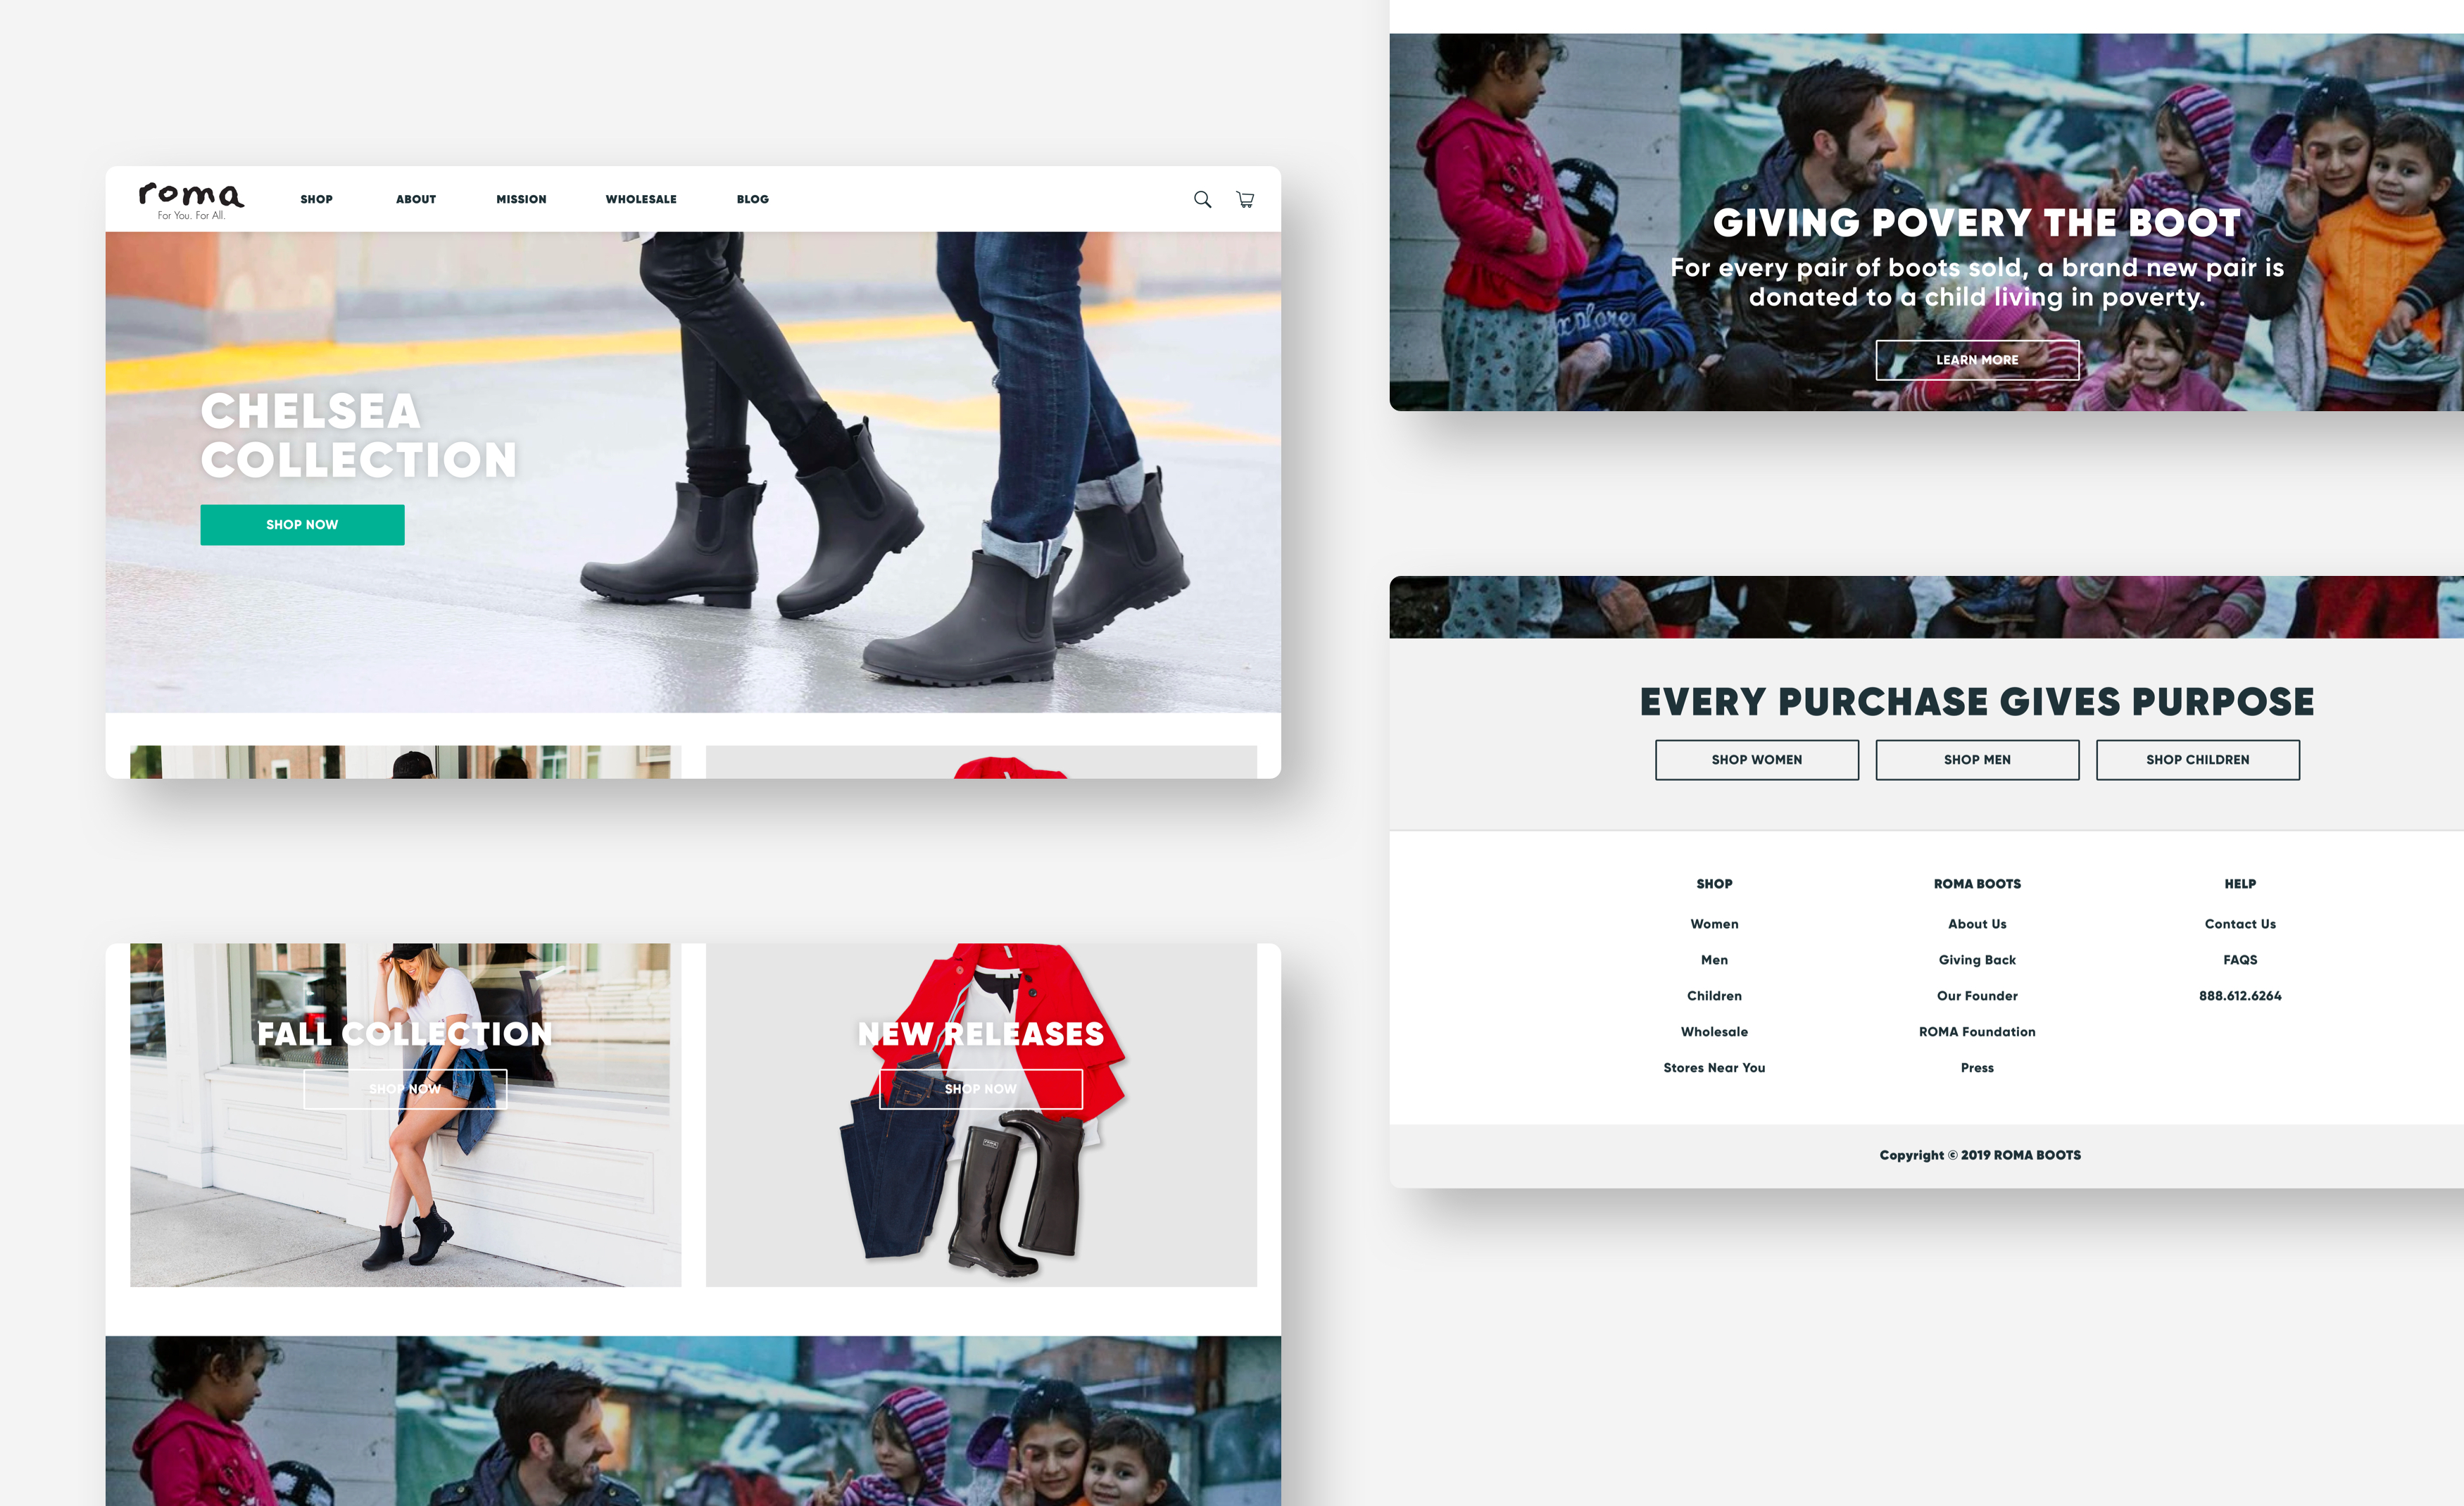 roma
For You. For All.
SHOP
ABOUT
MISSION
WHOLESALE
BLOG
CHELSEA
COLLECTION
SHOP NOW
FALL COLLECTION
SHOP NOW
NEW RELEASES
SHOP NOW
GIVING POVERY THE BOOT
For every pair of boots sold, a brand new pair is
donated to a child living in poverty.
LEARN MORE
EVERY PURCHASE GIVES PURPOSE
SHOP WOMEN
SHOP MEN
SHOP CHILDREN
SHOP
Women
Men
Children
Wholesale
Stores Near You
ROMA BOOTS
About Us
Giving Back
Our Founder
ROMA Foundation
Press
HELP
Contact Us
FAQS
888.612.6264
Copyright © 2019 ROMA BOOTS